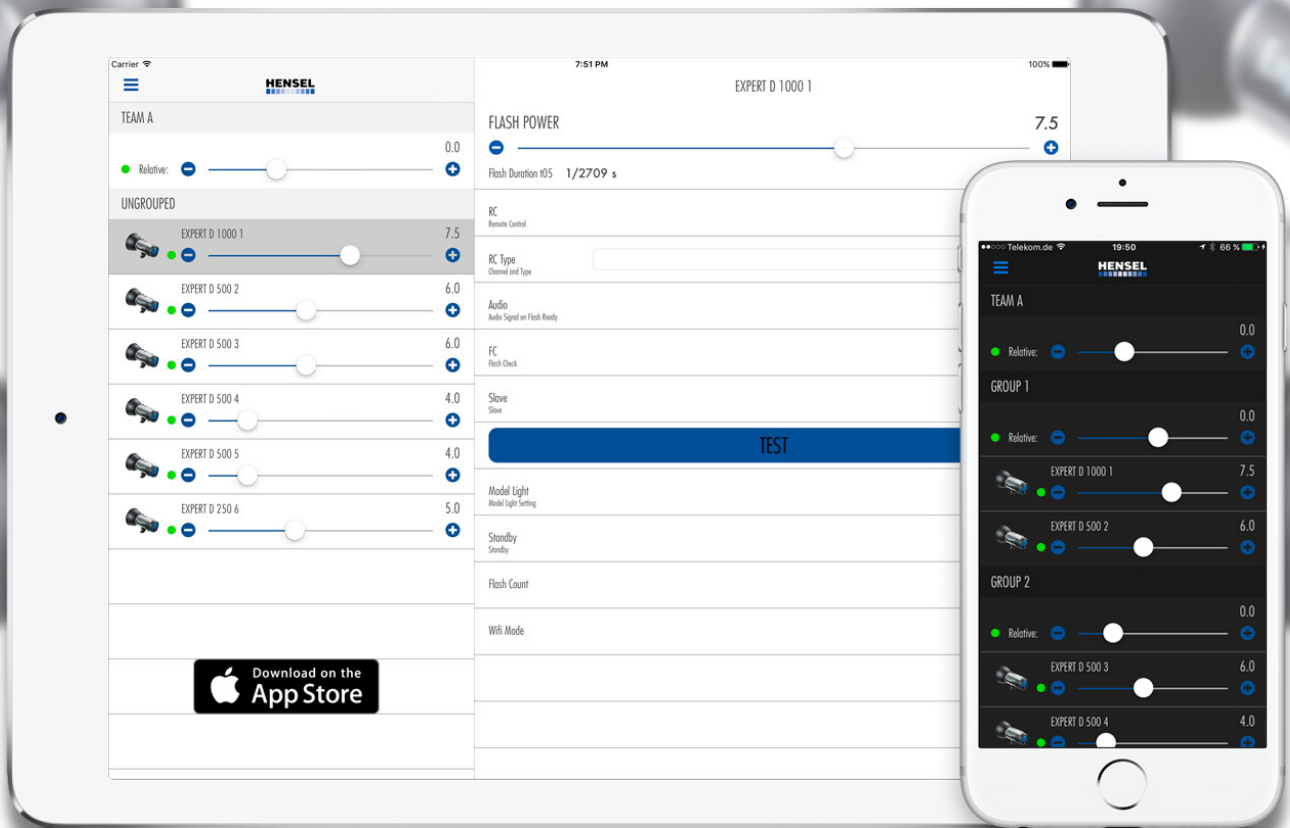 Carrier
7:51 PM
100%
HENSEL
EXPERT D 1000 1
TEAM A
0.0
Relative:
UNGROUPED
EXPERT D 1000 1
7.5
EXPERT D 500 2
6.0
EXPERT D 500 3
6.0
EXPERT D 500 4
4.0
EXPERT D 500 5
4.0
EXPERT D 250 6
5.0
Download on the
App Store
FLASH POWER
7.5
Flash Duration t05 1/2709 s
RC
Remote Control
RC Type
Channel and Type
Audio
Audio Signal on Flash Ready
FC
Flash Check
Slave
Slave
TEST
Model Light
Model Light Setting
Standby
Standby
Flash Count
Wifi Mode
Telekom.de
19:50
66 %
HENSEL
TEAM A
0.0
Relative:
GROUP 1
0.0
Relative:
EXPERT D 1000 1
7.5
EXPERT D 500 2
6.0
GROUP 2
0.0
Relative:
EXPERT D 500 3
6.0
EXPERT D 500 4
4.0